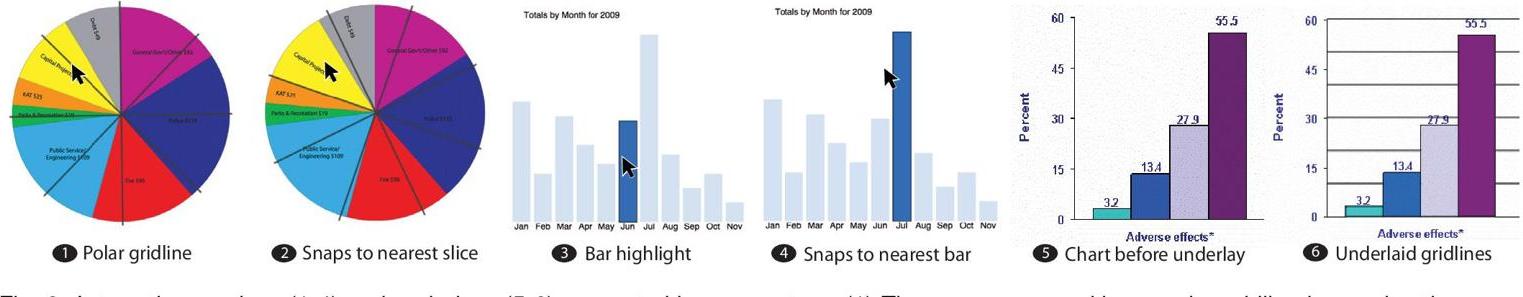 Debt $49
General Gov't/Other $92
Capital Projects
KAT $25
Parks & Recreation $19
Police $115
Public Service/
Engineering $109
Fire $96
1 Polar gridline
Debt $49
General Gov't/Other $92
Capital Projec
KAT $25
Parks & Recreation $19
Police $115
Public Service/
Engineering $109
Fire $96
2 Snaps to nearest slice
Totals by Month for 2009
Jan Feb Mar Apr May Jun Jul Aug Sep Oct Nov
3 Bar highlight
Totals by Month for 2009
Jan Feb Mar Apr May Jun Jul Aug Sep Oct Nov
4 Snaps to nearest bar
Percent
60
45
30
15
0
3.2
13.4
27.9
55.5
Adverse effects*
5 Chart before underlay
Percent
60
45
30
15
0
3.2
13.4
27.9
55.5
Adverse effects*
6 Underlaid gridlines